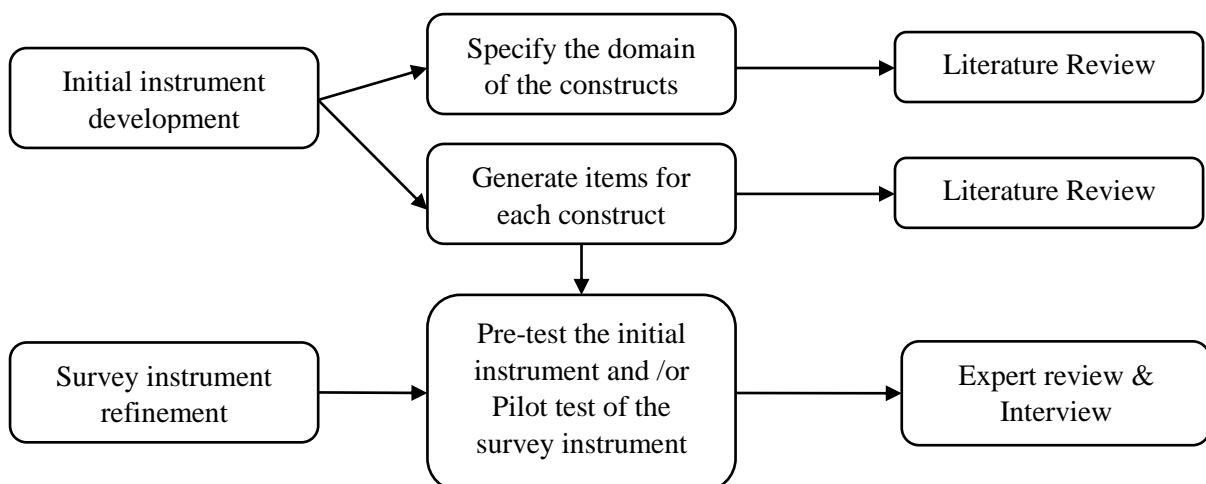 Initial instrument
development
Specify the domain
of the constructs
Literature Review
Generate items for
each construct
Literature Review
Survey instrument
refinement
Pre-test the initial
instrument and /or
Pilot test of the
survey instrument
Expert review &
Interview